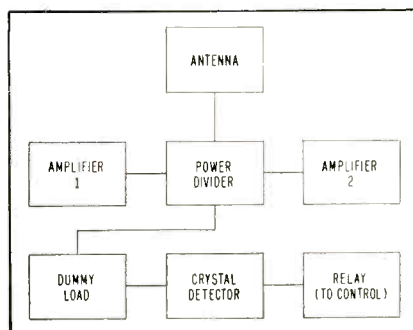 ANTENNA
AMPLIFIER
1
POWER
DIVIDER
AMPLIFIER
2
DUMMY
LOAD
CRYSTAL
DETECTOR
RELAY
(TO CONTROL)